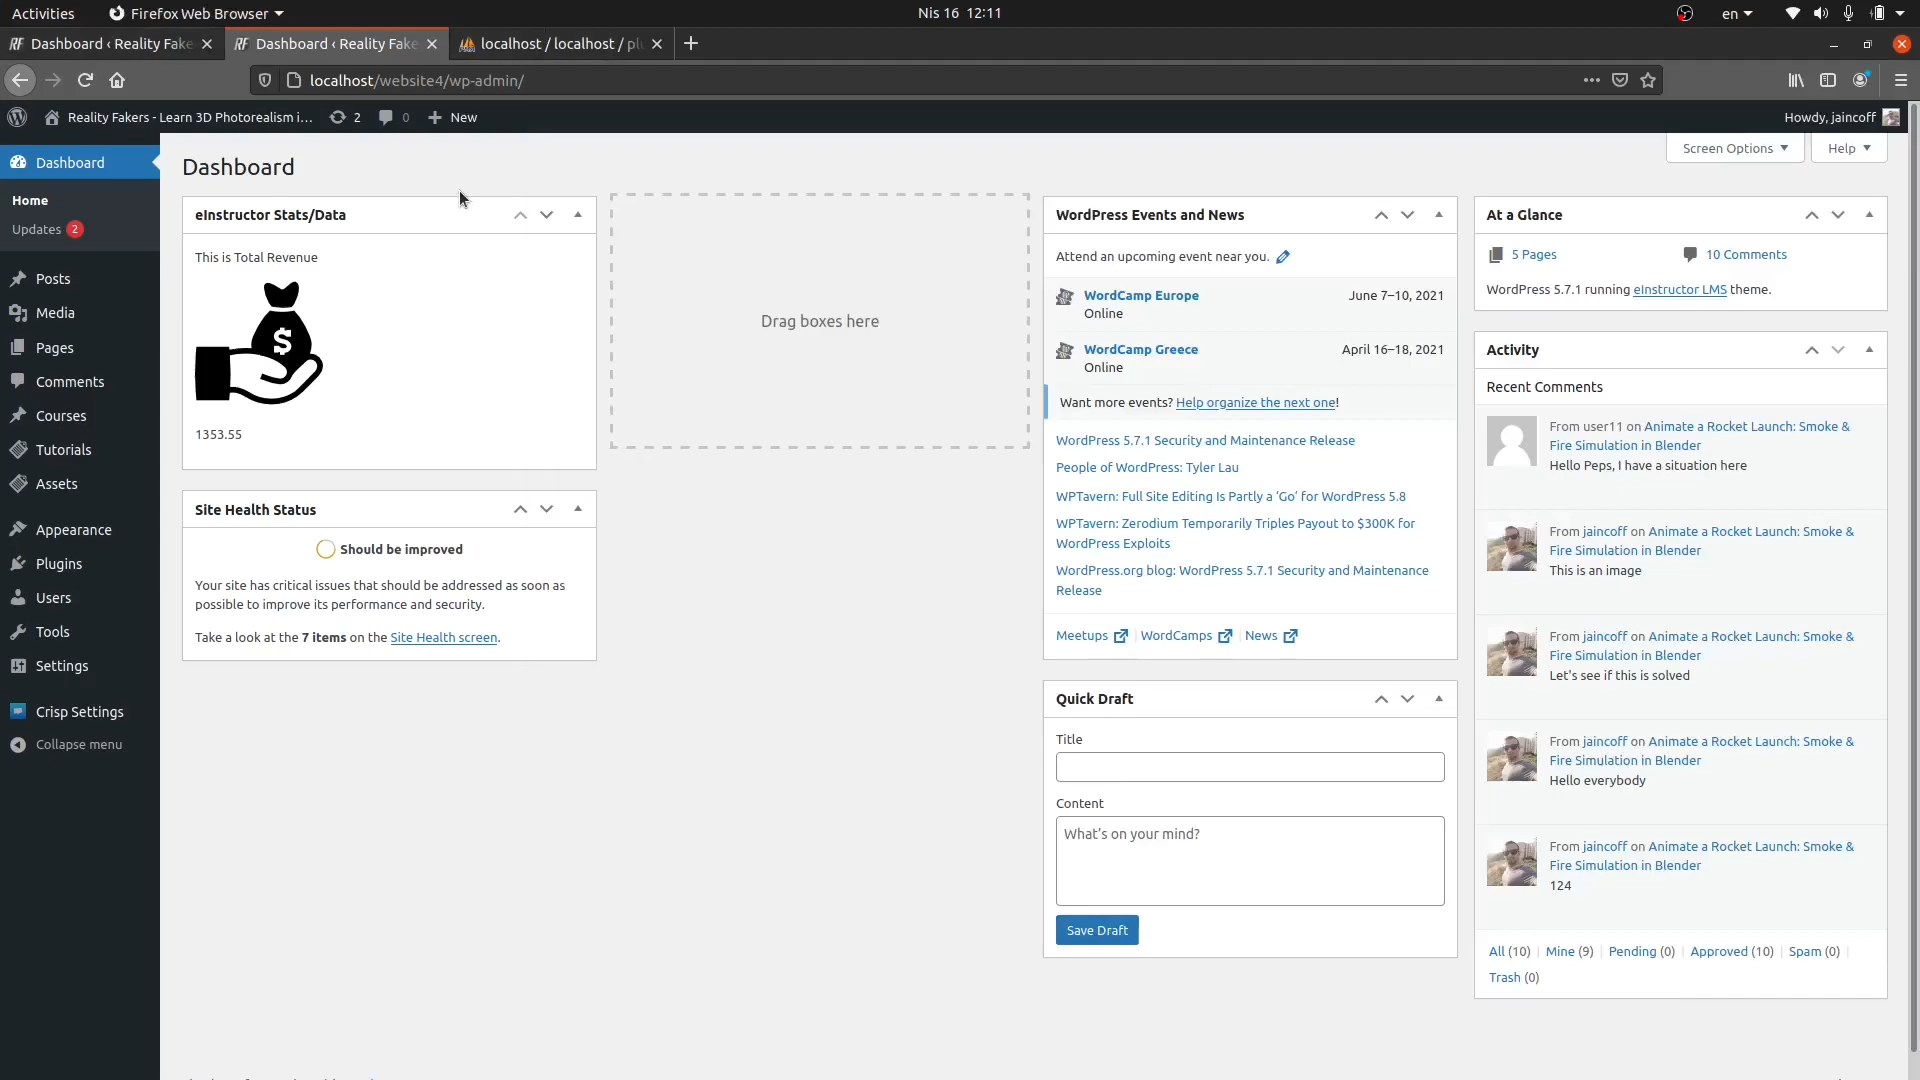 Activities
Firefox Web Browser
Nis 16 12:11
en
Dashboard ‹ Reality Fake
Dashboard ‹ Reality Fake
localhost / localhost / pl
localhost/website4/wp-admin/
Reality Fakers - Learn 3D Photorealism i...
2
0
New
Howdy, jaincoff
Dashboard
Home
Updates 2
Posts
Media
Pages
Comments
Courses
Tutorials
Assets
Appearance
Plugins
Users
Tools
Settings
Crisp Settings
Collapse menu
Dashboard
Screen Options
Help
eInstructor Stats/Data
This is Total Revenue
$
1353.55
Site Health Status
Should be improved
Your site has critical issues that should be addressed as soon as
possible to improve its performance and security.
Take a look at the 7 items on the Site Health screen.
Drag boxes here
WordPress Events and News
Attend an upcoming event near you.
WordCamp Europe June 7–10, 2021
Online
WordCamp Greece April 16–18, 2021
Online
Want more events? Help organize the next one!
WordPress 5.7.1 Security and Maintenance Release
People of WordPress: Tyler Lau
WPTavern: Full Site Editing Is Partly a ‘Go’ for WordPress 5.8
WPTavern: Zerodium Temporarily Triples Payout to $300K for
WordPress Exploits
WordPress.org blog: WordPress 5.7.1 Security and Maintenance
Release
Meetups | WordCamps | News
Quick Draft
Title
Content
What’s on your mind?
Save Draft
At a Glance
5 Pages
10 Comments
WordPress 5.7.1 running eInstructor LMS theme.
Activity
Recent Comments
From user11 on Animate a Rocket Launch: Smoke &
Fire Simulation in Blender
Hello Peps, I have a situation here
From jaincoff on Animate a Rocket Launch: Smoke &
Fire Simulation in Blender
This is an image
From jaincoff on Animate a Rocket Launch: Smoke &
Fire Simulation in Blender
Let's see if this is solved
From jaincoff on Animate a Rocket Launch: Smoke &
Fire Simulation in Blender
Hello everybody
From jaincoff on Animate a Rocket Launch: Smoke &
Fire Simulation in Blender
124
All (10) | Mine (9) | Pending (0) | Approved (10) | Spam (0) |
Trash (0)